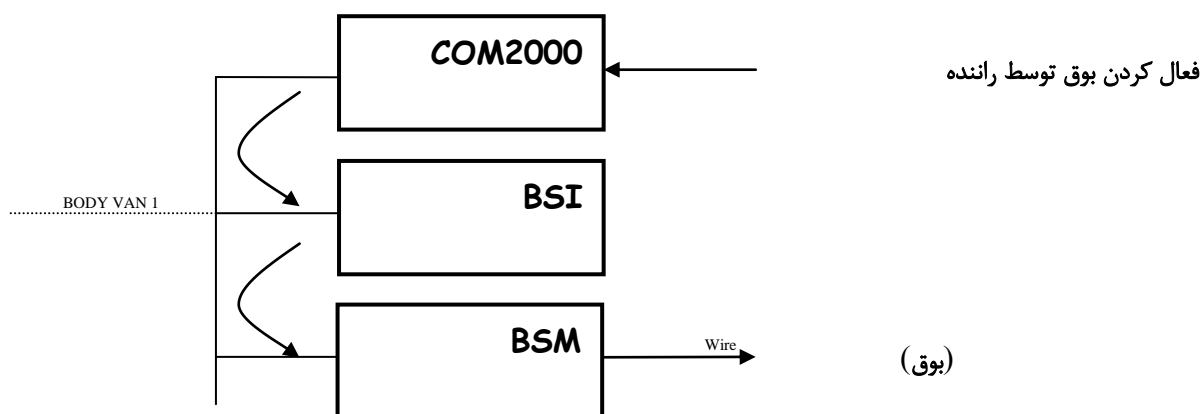 COM2000
فعال کردن بوق توسط راننده
BSI
BODY VAN 1
BSM
Wire
(بوق)